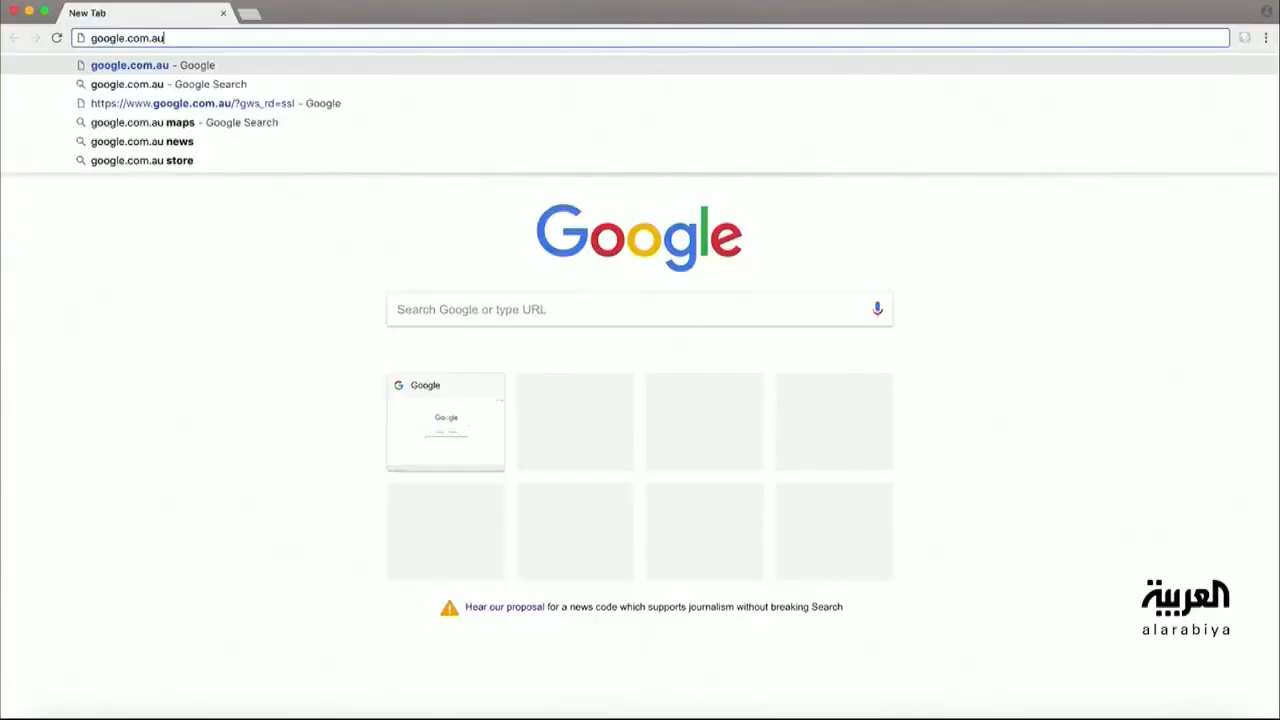 New Tab
google.com.au
google.com.au - Google
google.com.au - Google Search
https://www.google.com.au/?gws_rd=ssl - Google
google.com.au maps - Google Search
google.com.au news
google.com.au store
Google
Search Google or type URL
Google
Google
Hear our proposal for a news code which supports journalism without breaking Search
العربية
alarabiya